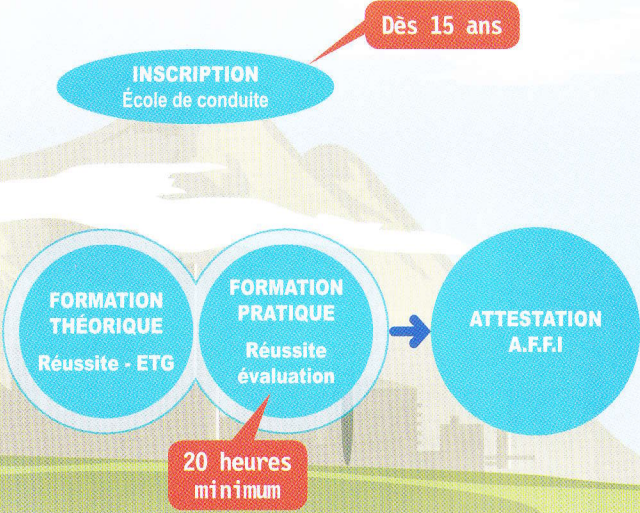 Dès 15 ans
INSCRIPTION
École de conduite
FORMATION
THÉORIQUE
Réussite - ETG
FORMATION
PRATIQUE
Réussite
évaluation
ATTESTATION
A.F.F.I
20 heures
minimum